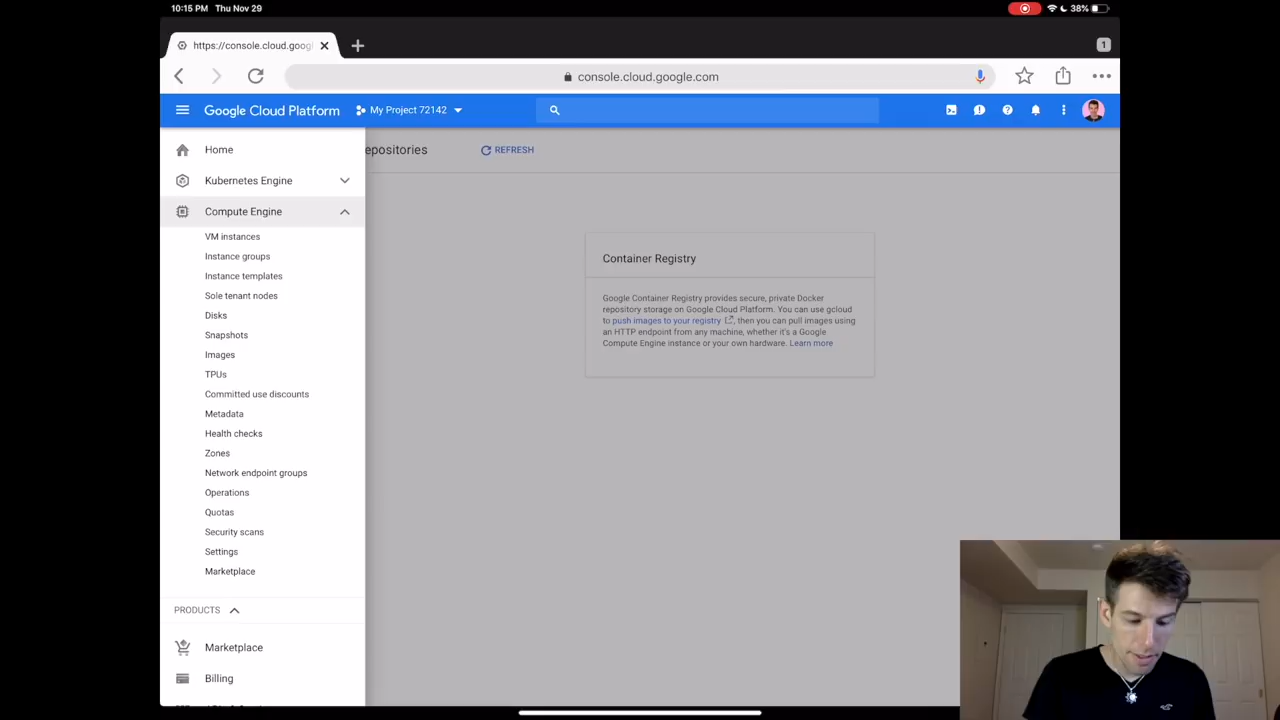 10:15 PM Thu Nov 29
38%
https://console.cloud.goog
1
console.cloud.google.com
Google Cloud Platform
My Project 72142
Home
epositories
REFRESH
Kubernetes Engine
Compute Engine
VM instances
Instance groups
Instance templates
Sole tenant nodes
Disks
Snapshots
Images
TPUs
Committed use discounts
Metadata
Health checks
Zones
Network endpoint groups
Operations
Quotas
Security scans
Settings
Marketplace
PRODUCTS
Marketplace
Billing
Container Registry
Google Container Registry provides secure, private Docker
repository storage on Google Cloud Platform. You can use gcloud
to push images to your registry , then you can pull images using
an HTTP endpoint from any machine, whether it's a Google
Compute Engine instance or your own hardware. Learn more